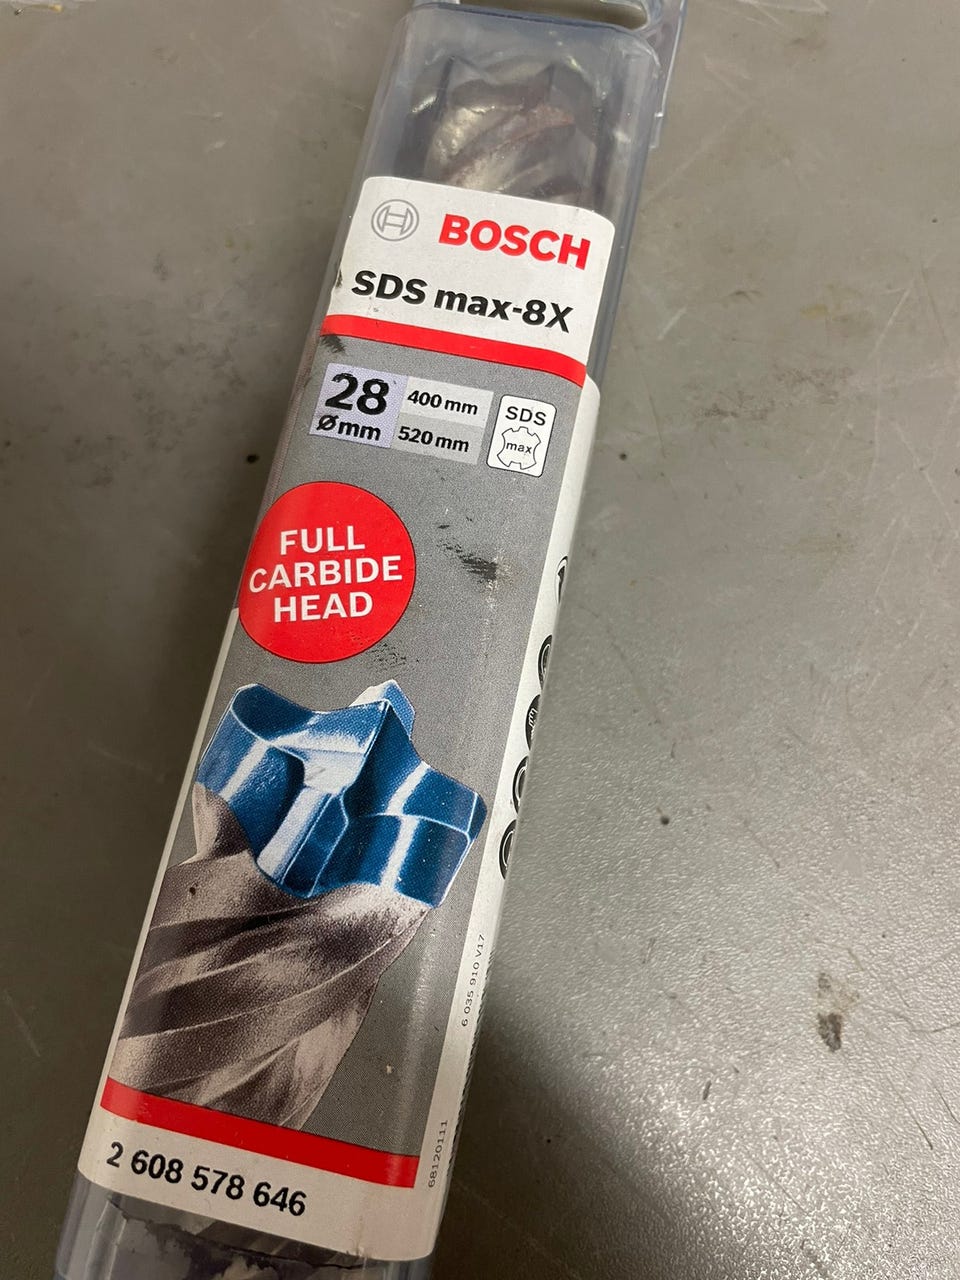 BOSCH
SDS max-8X
28
Ø mm
400 mm
520 mm
SDS
max
FULL
CARBIDE
HEAD
6 035 910 V17
68120111
2 608 578 646